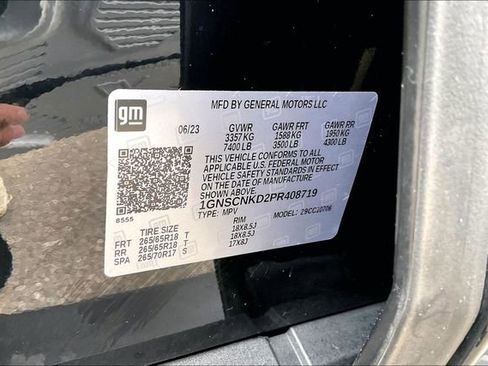 gm
MFD BY GENERAL MOTORS LLC
06/23 GVWR GAWR FRT GAWR RR
3357 KG 1588 KG 1950 KG
7400 LB 3500 LB 4300 LB
THIS VEHICLE CONFORMS TO ALL
APPLICABLE U.S. FEDERAL MOTOR
VEHICLE SAFETY STANDARDS IN EFFECT
ON THE DATE OF MANUFACTURE SHOWN ABOVE.
1GNSCNKD2PR408719
8555 TYPE: MPV MODEL: 29CC10706
TIRE SIZE RIM
FRT 265/65R18 T 18X8.5J
RR 265/65R18 T 18X8.5J
SPA 265/70R17 S 17X8J